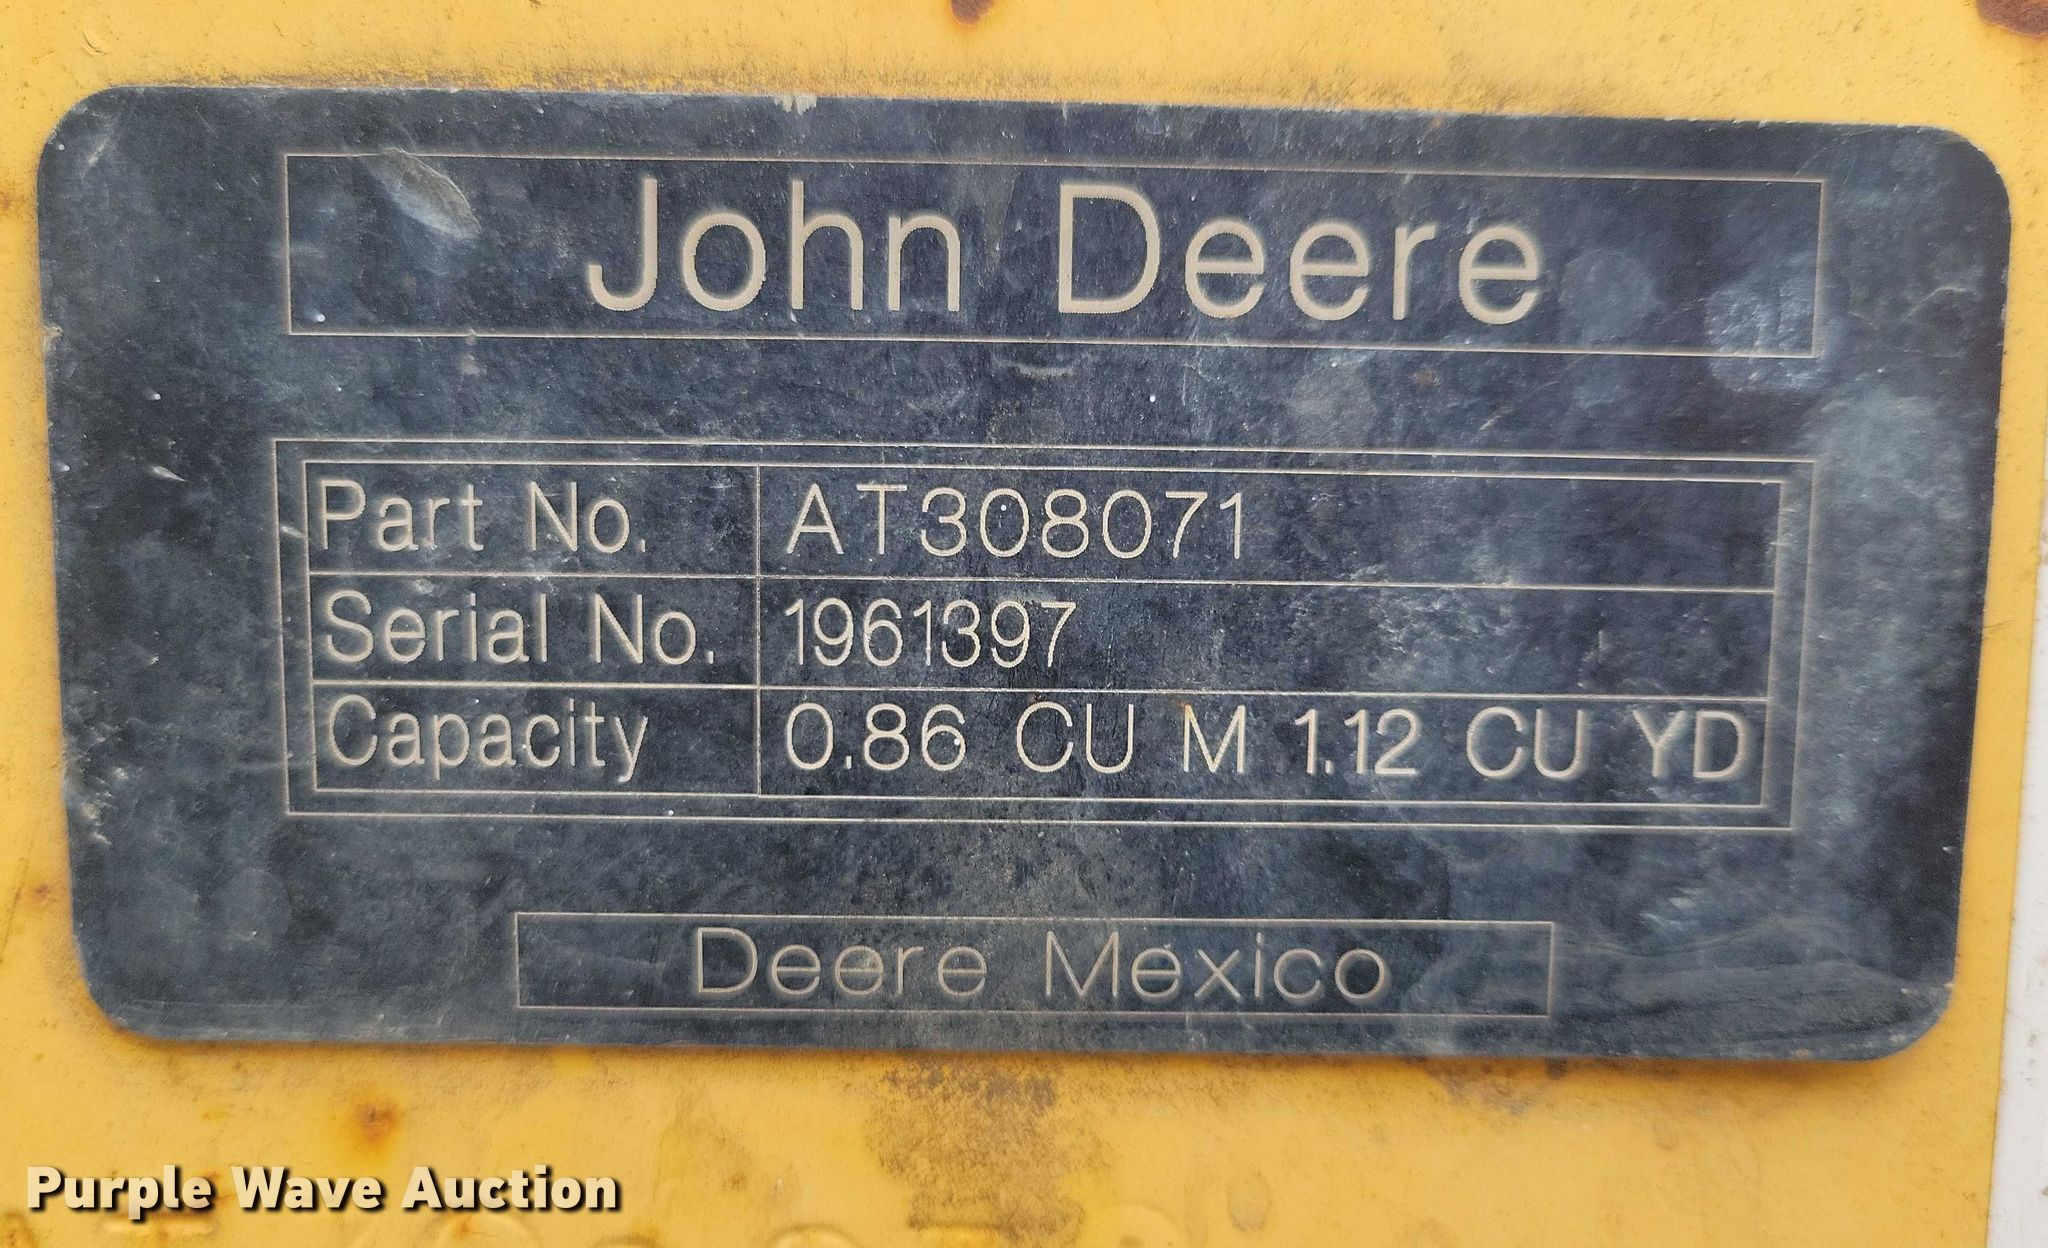 John Deere
Part No. AT308071
Serial No. 1961397
Capacity 0.86 CU M 1.12 CU YD
Deere Mexico
Purple Wave Auction